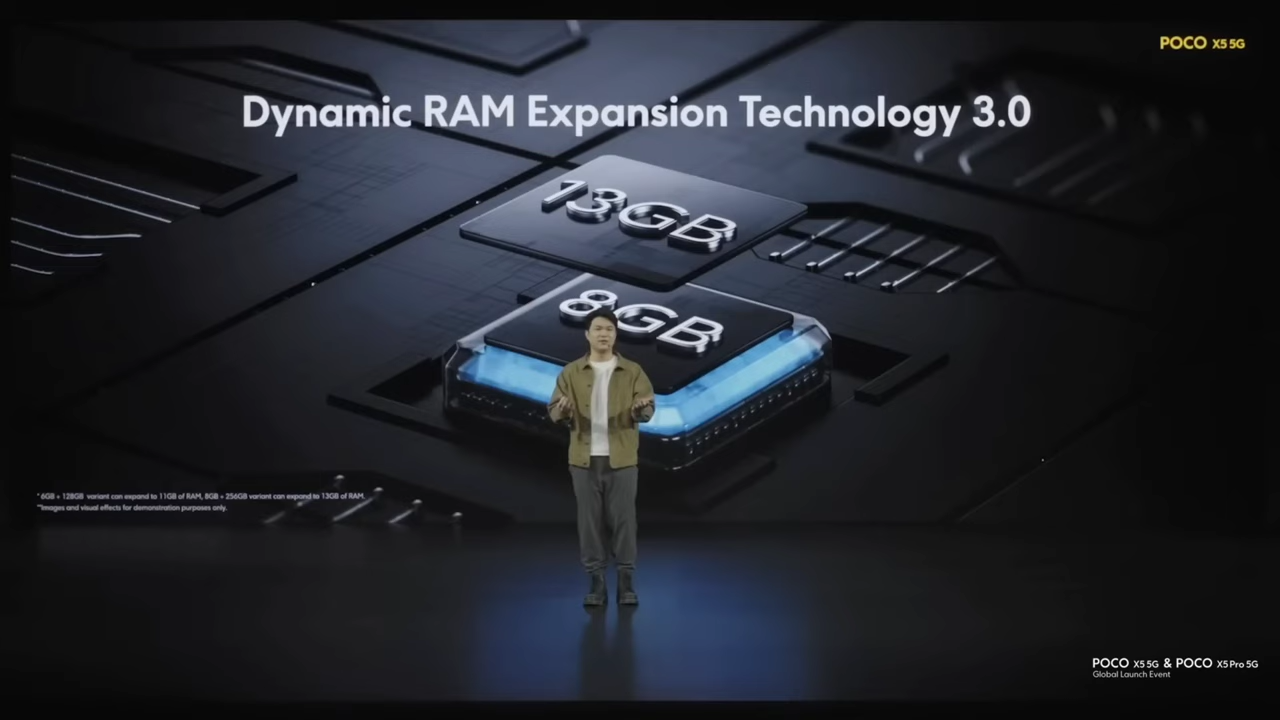 POCO X5 5G
Dynamic RAM Expansion Technology 3.0
13GB
8GB
* 6GB + 128GB variant can expand to 11GB of RAM, 8GB + 256GB variant can expand to 13GB of RAM.
**Images and visual effects for demonstration purposes only.
POCO X5 5G & POCO X5 Pro 5G
Global Launch Event